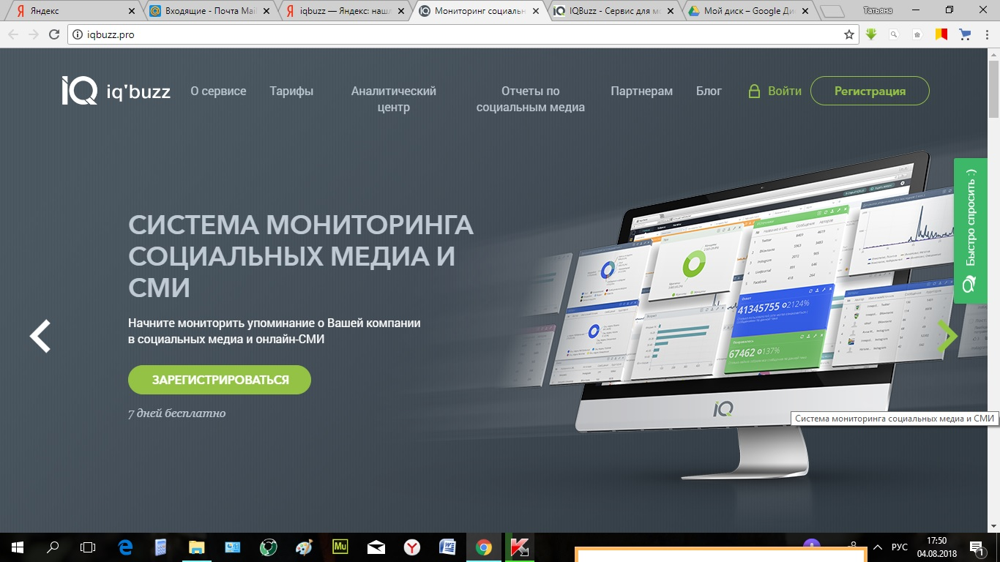 Яндекс
Входящие - Почта Mai
iqbuzz — Яндекс: наш
Мониторинг социальн
IQBuzz - Сервис для м
Мой диск – Google Ди
Татьяна
iqbuzz.pro
iQ iq'buzz
О сервисе
Тарифы
Аналитический
центр
Отчеты по
социальным медиа
Партнерам
Блог
Войти
Регистрация
СИСТЕМА МОНИТОРИНГА
СОЦИАЛЬНЫХ МЕДИА И
СМИ
Начните мониторить упоминание о Вашей компании
в социальных медиа и онлайн-СМИ
ЗАРЕГИСТРИРОВАТЬСЯ
7 дней бесплатно
Быстро спросить :)
41345755 2124%
67462 137%
iQ
Система мониторинга социальных медиа и СМИ
Mu
РУС
17:50
04.08.2018
1